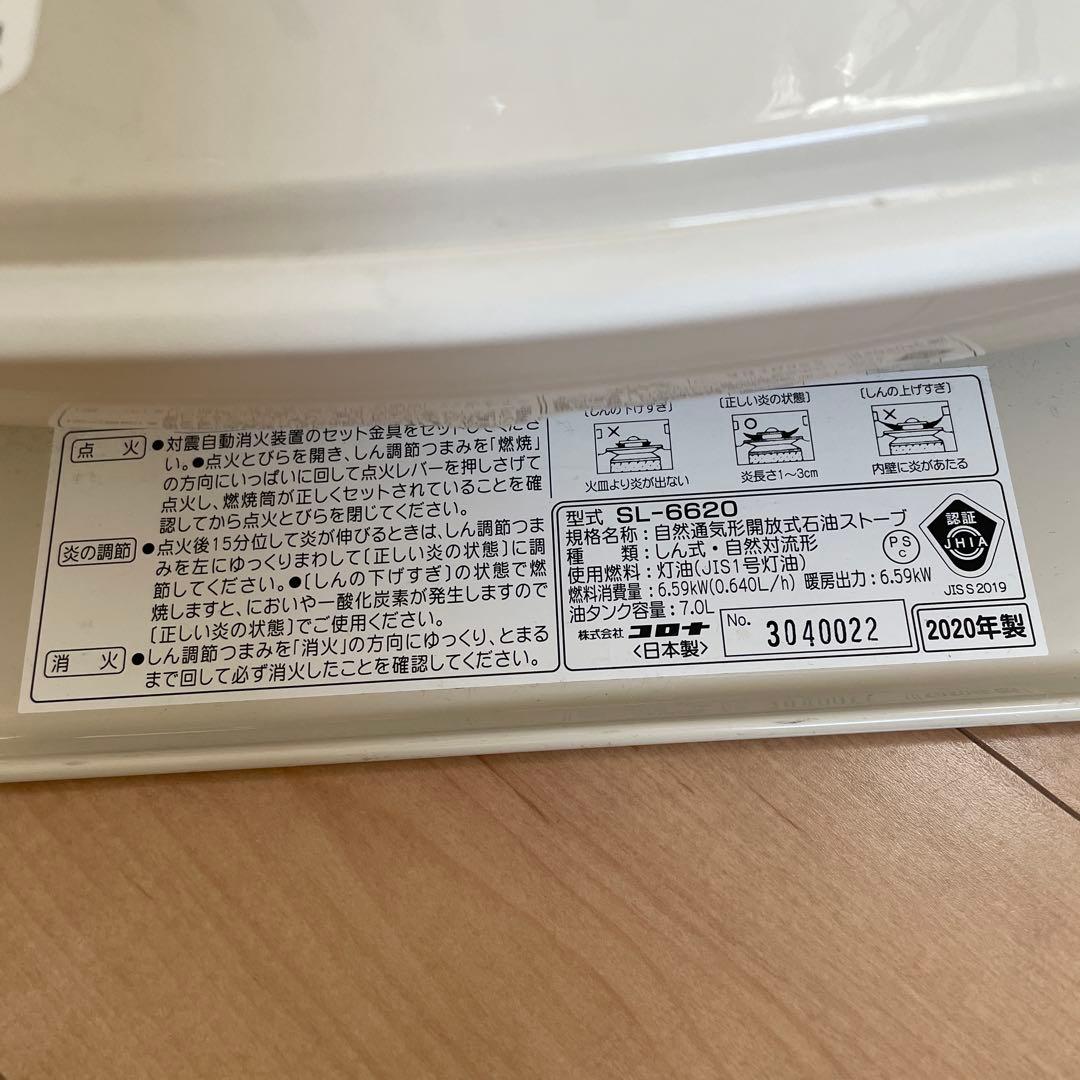 点火
●対震自動消火装置のセット金具をセットしてくださ
い。●点火とびらを開き、しん調節つまみを「燃焼」
の方向にいっぱいに回して点火レバーを押しさげて
点火し、燃焼筒が正しくセットされていることを確
認してから点火とびらを閉じてください。
炎の調節
●点火後15分位して炎が伸びるときは、しん調節つま
みを左にゆっくりまわして〔正しい炎の状態〕に調
節してください。●〔しんの下げすぎ〕の状態で燃
焼しますと、においや一酸化炭素が発生しますので
〔正しい炎の状態〕でご使用ください。
消火
●しん調節つまみを「消火」の方向にゆっくり、とまる
まで回して必ず消火したことを確認してください。
〔しんの下げすぎ〕
火皿より炎が出ない
〔正しい炎の状態〕
炎長さ1〜3cm
〔しんの上げすぎ〕
内壁に炎があたる
型式 SL-6620
規格名称:自然通気形開放式石油ストーブ
種類:しん式・自然対流形
使用燃料:灯油(JIS1号灯油)
燃料消費量:6.59kW(0.640L/h) 暖房出力:6.59kW
油タンク容量:7.0L
株式会社コロナ
〈日本製〉
No. 3040022
2020年製
PS
C
認証
JHIA
JIS S 2019